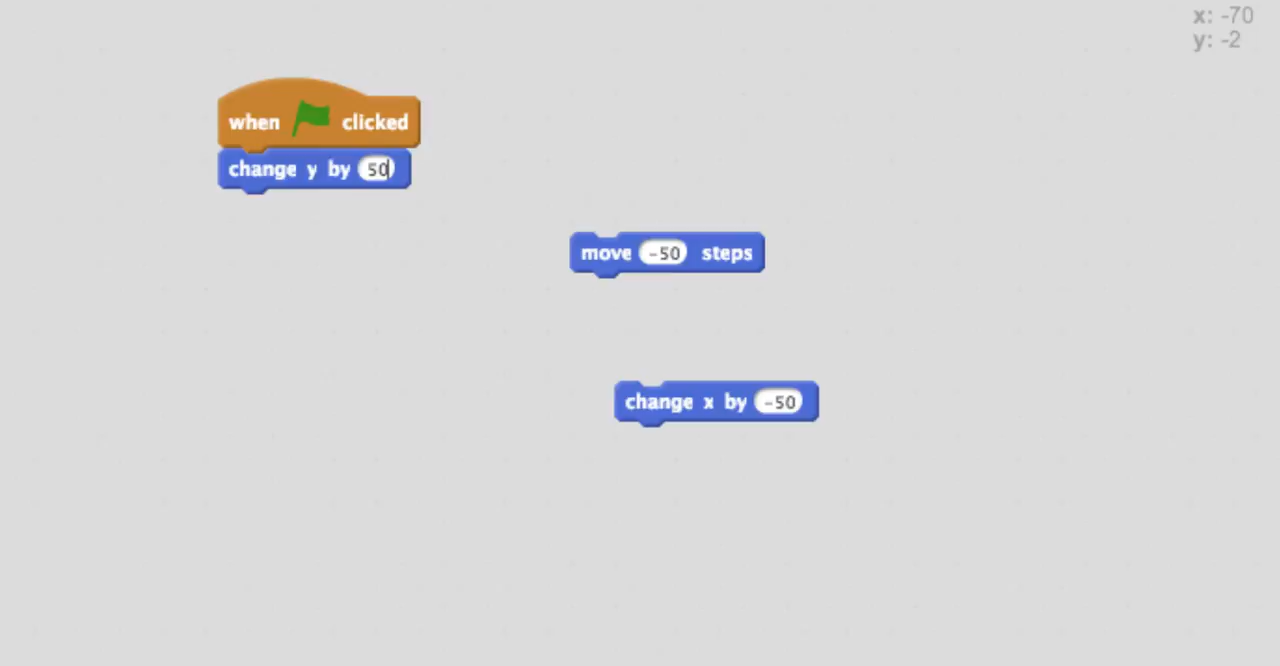 x: -70
y: -2
when clicked
change y by 50
move -50 steps
change x by -50